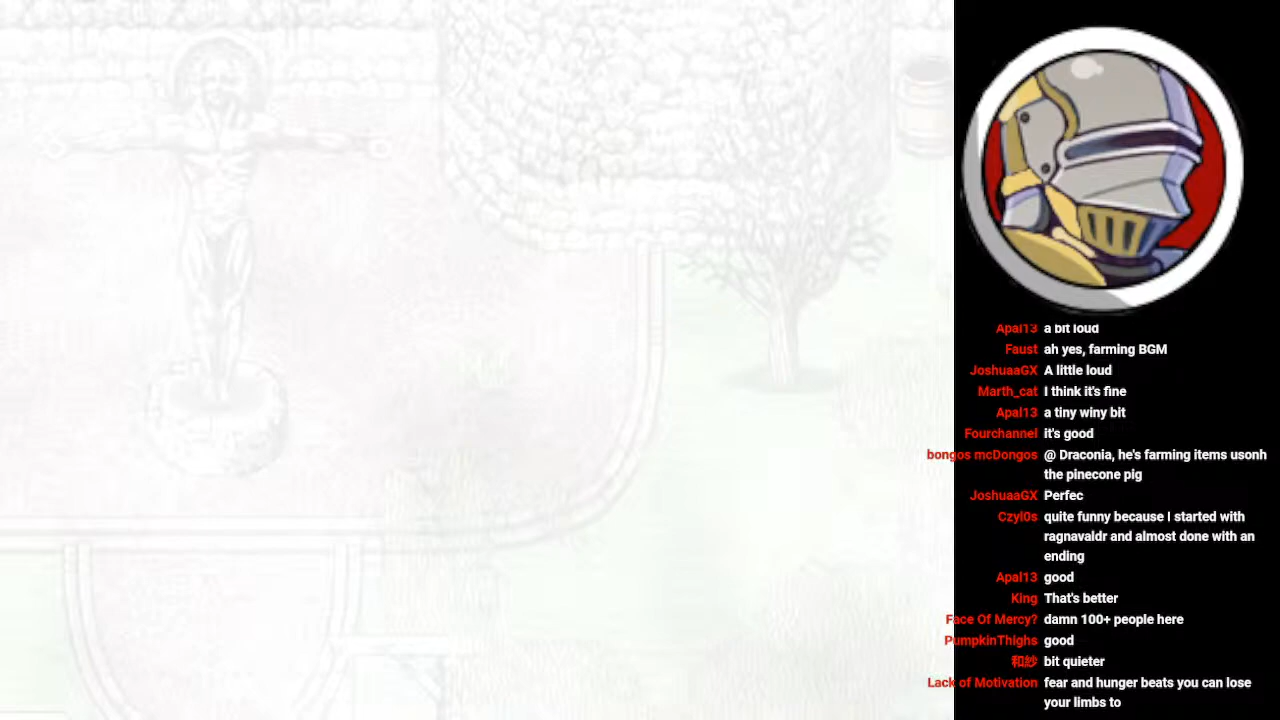 Apal13 a bit loud
Faust ah yes, farming BGM
JoshuaaGX A little loud
Marth_cat I think it's fine
Apal13 a tiny winy bit
Fourchannel it's good
bongos mcDongos @ Draconia, he's farming items usonh
the pinecone pig
JoshuaaGX Perfec
Czyl0s quite funny because I started with
ragnavaldr and almost done with an
ending
Apal13 good
King That's better
Face Of Mercy? damn 100+ people here
PumpkinThighs good
和紗 bit quieter
Lack of Motivation fear and hunger beats you can lose
your limbs to